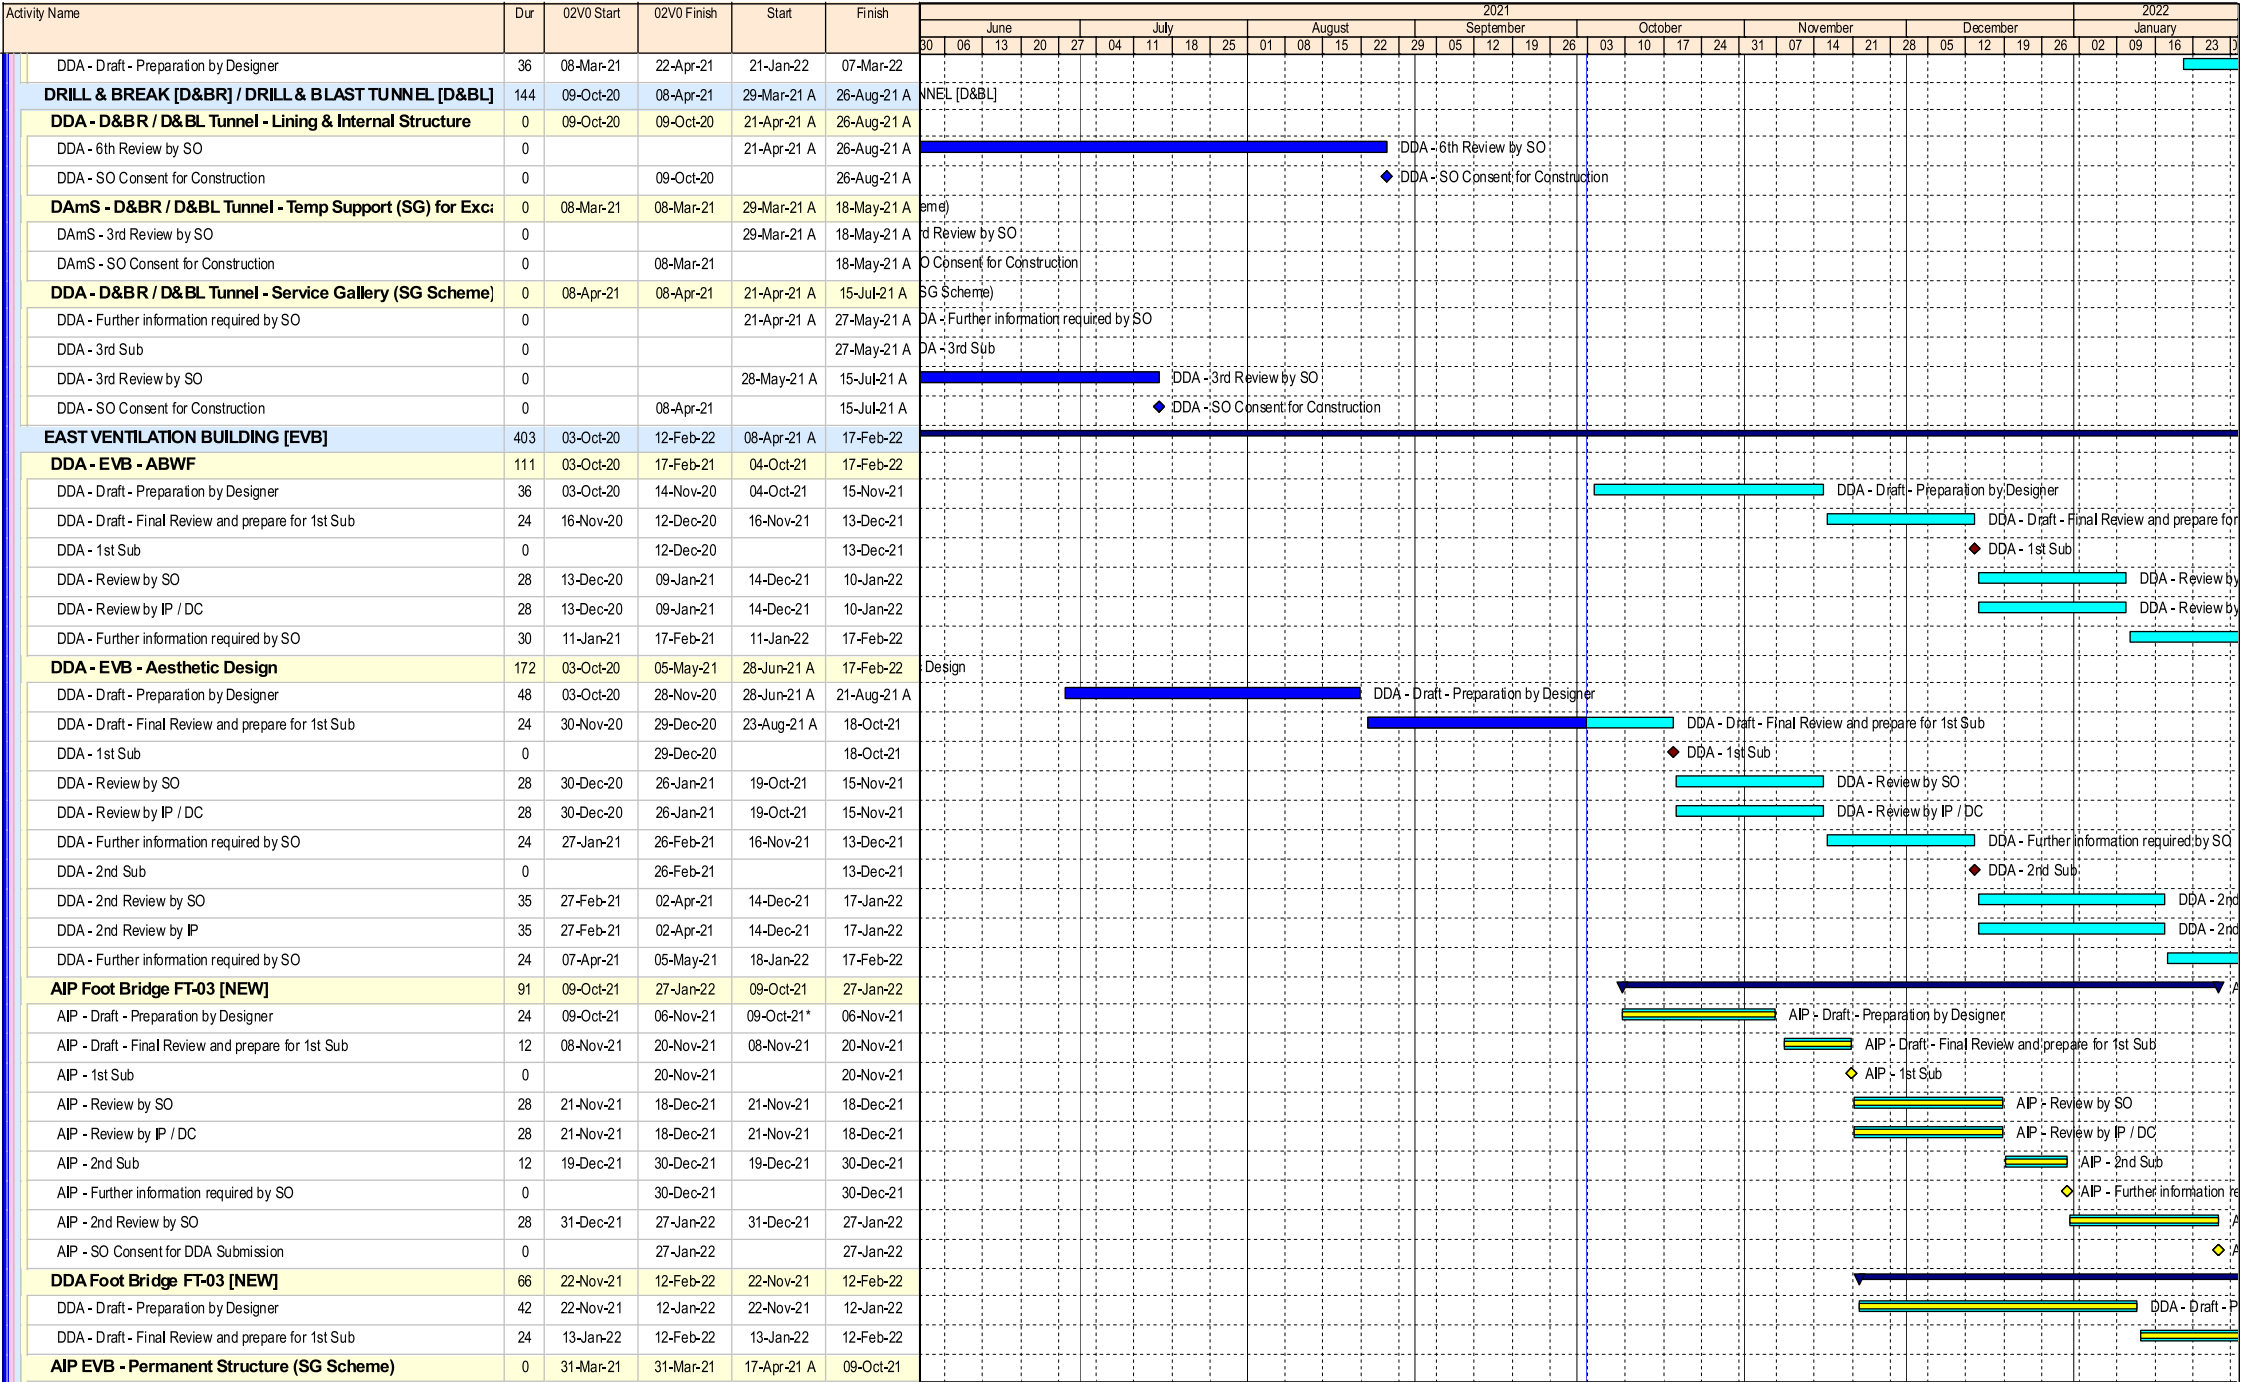 Activity Name Dur 02V0 Start 02V0 Finish Start Finish 2021 2022
June July August September October November December January
30 06 13 20 27 04 11 18 25 01 08 15 22 29 05 12 19 26 03 10 17 24 31 07 14 21 28 05 12 19 26 02 09 16 23
DDA - Draft - Preparation by Designer 36 08-Mar-21 22-Apr-21 21-Jan-22 07-Mar-22
DRILL & BREAK [D&BR] / DRILL & BLAST TUNNEL [D&BL] 144 09-Oct-20 08-Apr-21 29-Mar-21 A 26-Aug-21 A NNEL [D&BL]
DDA - D&BR / D&BL Tunnel - Lining & Internal Structure 0 09-Oct-20 09-Oct-20 21-Apr-21 A 26-Aug-21 A
DDA - 6th Review by SO 0 21-Apr-21 A 26-Aug-21 A DDA - 6th Review by SO
DDA - SO Consent for Construction 0 09-Oct-20 26-Aug-21 A DDA - SO Consent for Construction
DAmS - D&BR / D&BL Tunnel - Temp Support (SG) for Exca 0 08-Mar-21 08-Mar-21 29-Mar-21 A 18-May-21 A eme)
DAmS - 3rd Review by SO 0 29-Mar-21 A 18-May-21 A rd Review by SO
DAmS - SO Consent for Construction 0 08-Mar-21 18-May-21 A O Consent for Construction
DDA - D&BR / D&BL Tunnel - Service Gallery (SG Scheme) 0 08-Apr-21 08-Apr-21 21-Apr-21 A 15-Jul-21 A SG Scheme)
DDA - Further information required by SO 0 21-Apr-21 A 27-May-21 A DA - Further information required by SO
DDA - 3rd Sub 0 27-May-21 A DA - 3rd Sub
DDA - 3rd Review by SO 0 28-May-21 A 15-Jul-21 A DDA - 3rd Review by SO
DDA - SO Consent for Construction 0 08-Apr-21 15-Jul-21 A DDA - SO Consent for Construction
EAST VENTILATION BUILDING [EVB] 403 03-Oct-20 12-Feb-22 08-Apr-21 A 17-Feb-22
DDA - EVB - ABWF 111 03-Oct-20 17-Feb-21 04-Oct-21 17-Feb-22
DDA - Draft - Preparation by Designer 36 03-Oct-20 14-Nov-20 04-Oct-21 15-Nov-21 DDA - Draft - Preparation by Designer
DDA - Draft - Final Review and prepare for 1st Sub 24 16-Nov-20 12-Dec-20 16-Nov-21 13-Dec-21 DDA - Draft - Final Review and prepare for
DDA - 1st Sub 0 12-Dec-20 13-Dec-21 DDA - 1st Sub
DDA - Review by SO 28 13-Dec-20 09-Jan-21 14-Dec-21 10-Jan-22 DDA - Review by
DDA - Review by IP / DC 28 13-Dec-20 09-Jan-21 14-Dec-21 10-Jan-22 DDA - Review by
DDA - Further information required by SO 30 11-Jan-21 17-Feb-21 11-Jan-22 17-Feb-22
DDA - EVB - Aesthetic Design 172 03-Oct-20 05-May-21 28-Jun-21 A 17-Feb-22 Design
DDA - Draft - Preparation by Designer 48 03-Oct-20 28-Nov-20 28-Jun-21 A 21-Aug-21 A DDA - Draft - Preparation by Designer
DDA - Draft - Final Review and prepare for 1st Sub 24 30-Nov-20 29-Dec-20 23-Aug-21 A 18-Oct-21 DDA - Draft - Final Review and prepare for 1st Sub
DDA - 1st Sub 0 29-Dec-20 18-Oct-21 DDA - 1st Sub
DDA - Review by SO 28 30-Dec-20 26-Jan-21 19-Oct-21 15-Nov-21 DDA - Review by SO
DDA - Review by IP / DC 28 30-Dec-20 26-Jan-21 19-Oct-21 15-Nov-21 DDA - Review by IP / DC
DDA - Further information required by SO 24 27-Jan-21 26-Feb-21 16-Nov-21 13-Dec-21 DDA - Further information required by SO
DDA - 2nd Sub 0 26-Feb-21 13-Dec-21 DDA - 2nd Sub
DDA - 2nd Review by SO 35 27-Feb-21 02-Apr-21 14-Dec-21 17-Jan-22 DDA - 2nd
DDA - 2nd Review by IP 35 27-Feb-21 02-Apr-21 14-Dec-21 17-Jan-22 DDA - 2nd
DDA - Further information required by SO 24 07-Apr-21 05-May-21 18-Jan-22 17-Feb-22
AIP Foot Bridge FT-03 [NEW] 91 09-Oct-21 27-Jan-22 09-Oct-21 27-Jan-22 A
AIP - Draft - Preparation by Designer 24 09-Oct-21 06-Nov-21 09-Oct-21* 06-Nov-21 AIP - Draft - Preparation by Designer
AIP - Draft - Final Review and prepare for 1st Sub 12 08-Nov-21 20-Nov-21 08-Nov-21 20-Nov-21 AIP - Draft - Final Review and prepare for 1st Sub
AIP - 1st Sub 0 20-Nov-21 20-Nov-21 AIP - 1st Sub
AIP - Review by SO 28 21-Nov-21 18-Dec-21 21-Nov-21 18-Dec-21 AIP - Review by SO
AIP - Review by IP / DC 28 21-Nov-21 18-Dec-21 21-Nov-21 18-Dec-21 AIP - Review by IP / DC
AIP - 2nd Sub 12 19-Dec-21 30-Dec-21 19-Dec-21 30-Dec-21 AIP - 2nd Sub
AIP - Further information required by SO 0 30-Dec-21 30-Dec-21 AIP - Further information re
AIP - 2nd Review by SO 28 31-Dec-21 27-Jan-22 31-Dec-21 27-Jan-22 A
AIP - SO Consent for DDA Submission 0 27-Jan-22 27-Jan-22 A
DDA Foot Bridge FT-03 [NEW] 66 22-Nov-21 12-Feb-22 22-Nov-21 12-Feb-22
DDA - Draft - Preparation by Designer 42 22-Nov-21 12-Jan-22 22-Nov-21 12-Jan-22 DDA - Draft - P
DDA - Draft - Final Review and prepare for 1st Sub 24 13-Jan-22 12-Feb-22 13-Jan-22 12-Feb-22
AIP EVB - Permanent Structure (SG Scheme) 0 31-Mar-21 31-Mar-21 17-Apr-21 A 09-Oct-21